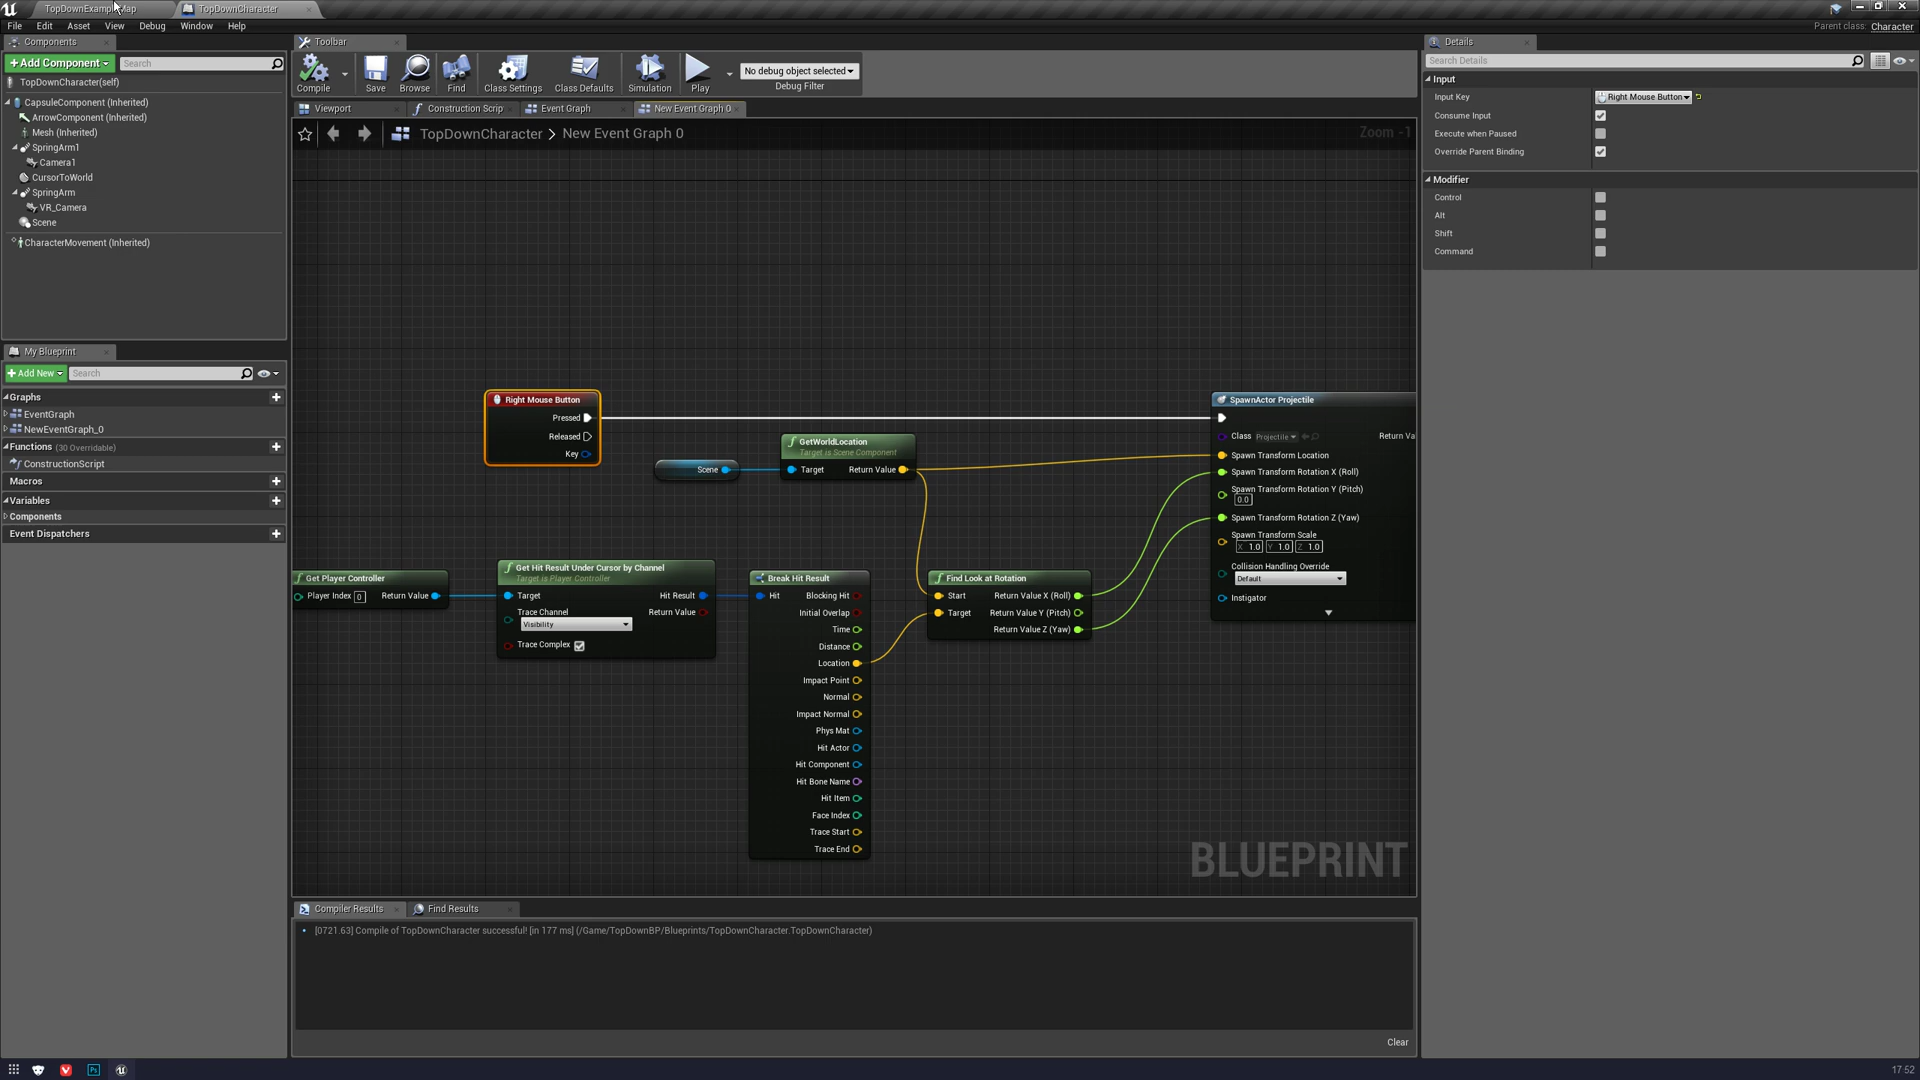 TopDownExampleMap
TopDownCharacter
File Edit Asset View Debug Window Help
Parent class: Character
Components
+Add Component
Search
TopDownCharacter(self)
CapsuleComponent (Inherited)
ArrowComponent (Inherited)
Mesh (Inherited)
SpringArm1
Camera1
CursorToWorld
SpringArm
VR_Camera
Scene
CharacterMovement (Inherited)
My Blueprint
+Add New
Search
Graphs
EventGraph
NewEventGraph_0
Functions (30 Overridable)
ConstructionScript
Macros
Variables
Components
Event Dispatchers
Toolbar
Compile
Save
Browse
Find
Class Settings
Class Defaults
Simulation
Play
No debug object selected
Debug Filter
Viewport
Construction Scrip
Event Graph
New Event Graph 0
TopDownCharacter > New Event Graph 0
Zoom -1
Right Mouse Button
Pressed
Released
Key
Scene
GetWorldLocation
Target is Scene Component
Target Return Value
SpawnActor Projectile
Class Projectile Return Va
Spawn Transform Location
Spawn Transform Rotation X (Roll)
Spawn Transform Rotation Y (Pitch)
0.0
Spawn Transform Rotation Z (Yaw)
Spawn Transform Scale
X 1.0 Y 1.0 Z 1.0
Collision Handling Override
Default
Instigator
Get Player Controller
Player Index 0 Return Value
Get Hit Result Under Cursor by Channel
Target is Player Controller
Target Hit Result
Trace Channel Return Value
Visibility
Trace Complex
Break Hit Result
Hit Blocking Hit
Initial Overlap
Time
Distance
Location
Impact Point
Normal
Impact Normal
Phys Mat
Hit Actor
Hit Component
Hit Bone Name
Hit Item
Face Index
Trace Start
Trace End
Find Look at Rotation
Start Return Value X (Roll)
Target Return Value Y (Pitch)
Return Value Z (Yaw)
BLUEPRINT
Compiler Results
Find Results
[0721.63] Compile of TopDownCharacter successful! [in 177 ms] (/Game/TopDownBP/Blueprints/TopDownCharacter.TopDownCharacter)
Clear
Details
Search Details
Input
Input Key Right Mouse Button
Consume Input
Execute when Paused
Override Parent Binding
Modifier
Control
Alt
Shift
Command
Ps
17 52